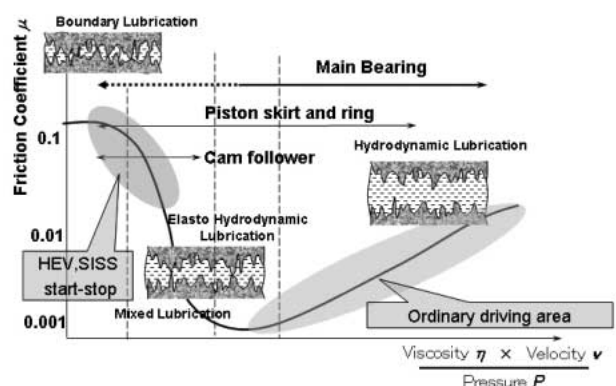 Boundary Lubrication
Friction Coefficient μ
Main Bearing
Piston skirt and ring
0.1
Hydrodynamic Lubrication
Cam follower
Elasto Hydrodynamic
Lubrication
0.01
HEV,SISS
start-stop
Mixed Lubrication
Ordinary driving area
0.001
Viscosity η × Velocity v
Pressure P